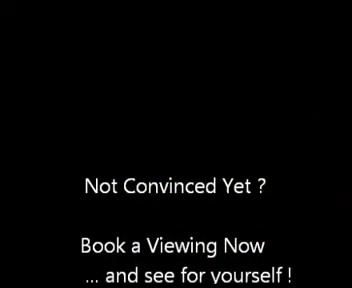 Not Convinced Yet ?
Book a Viewing Now
... and see for yourself !